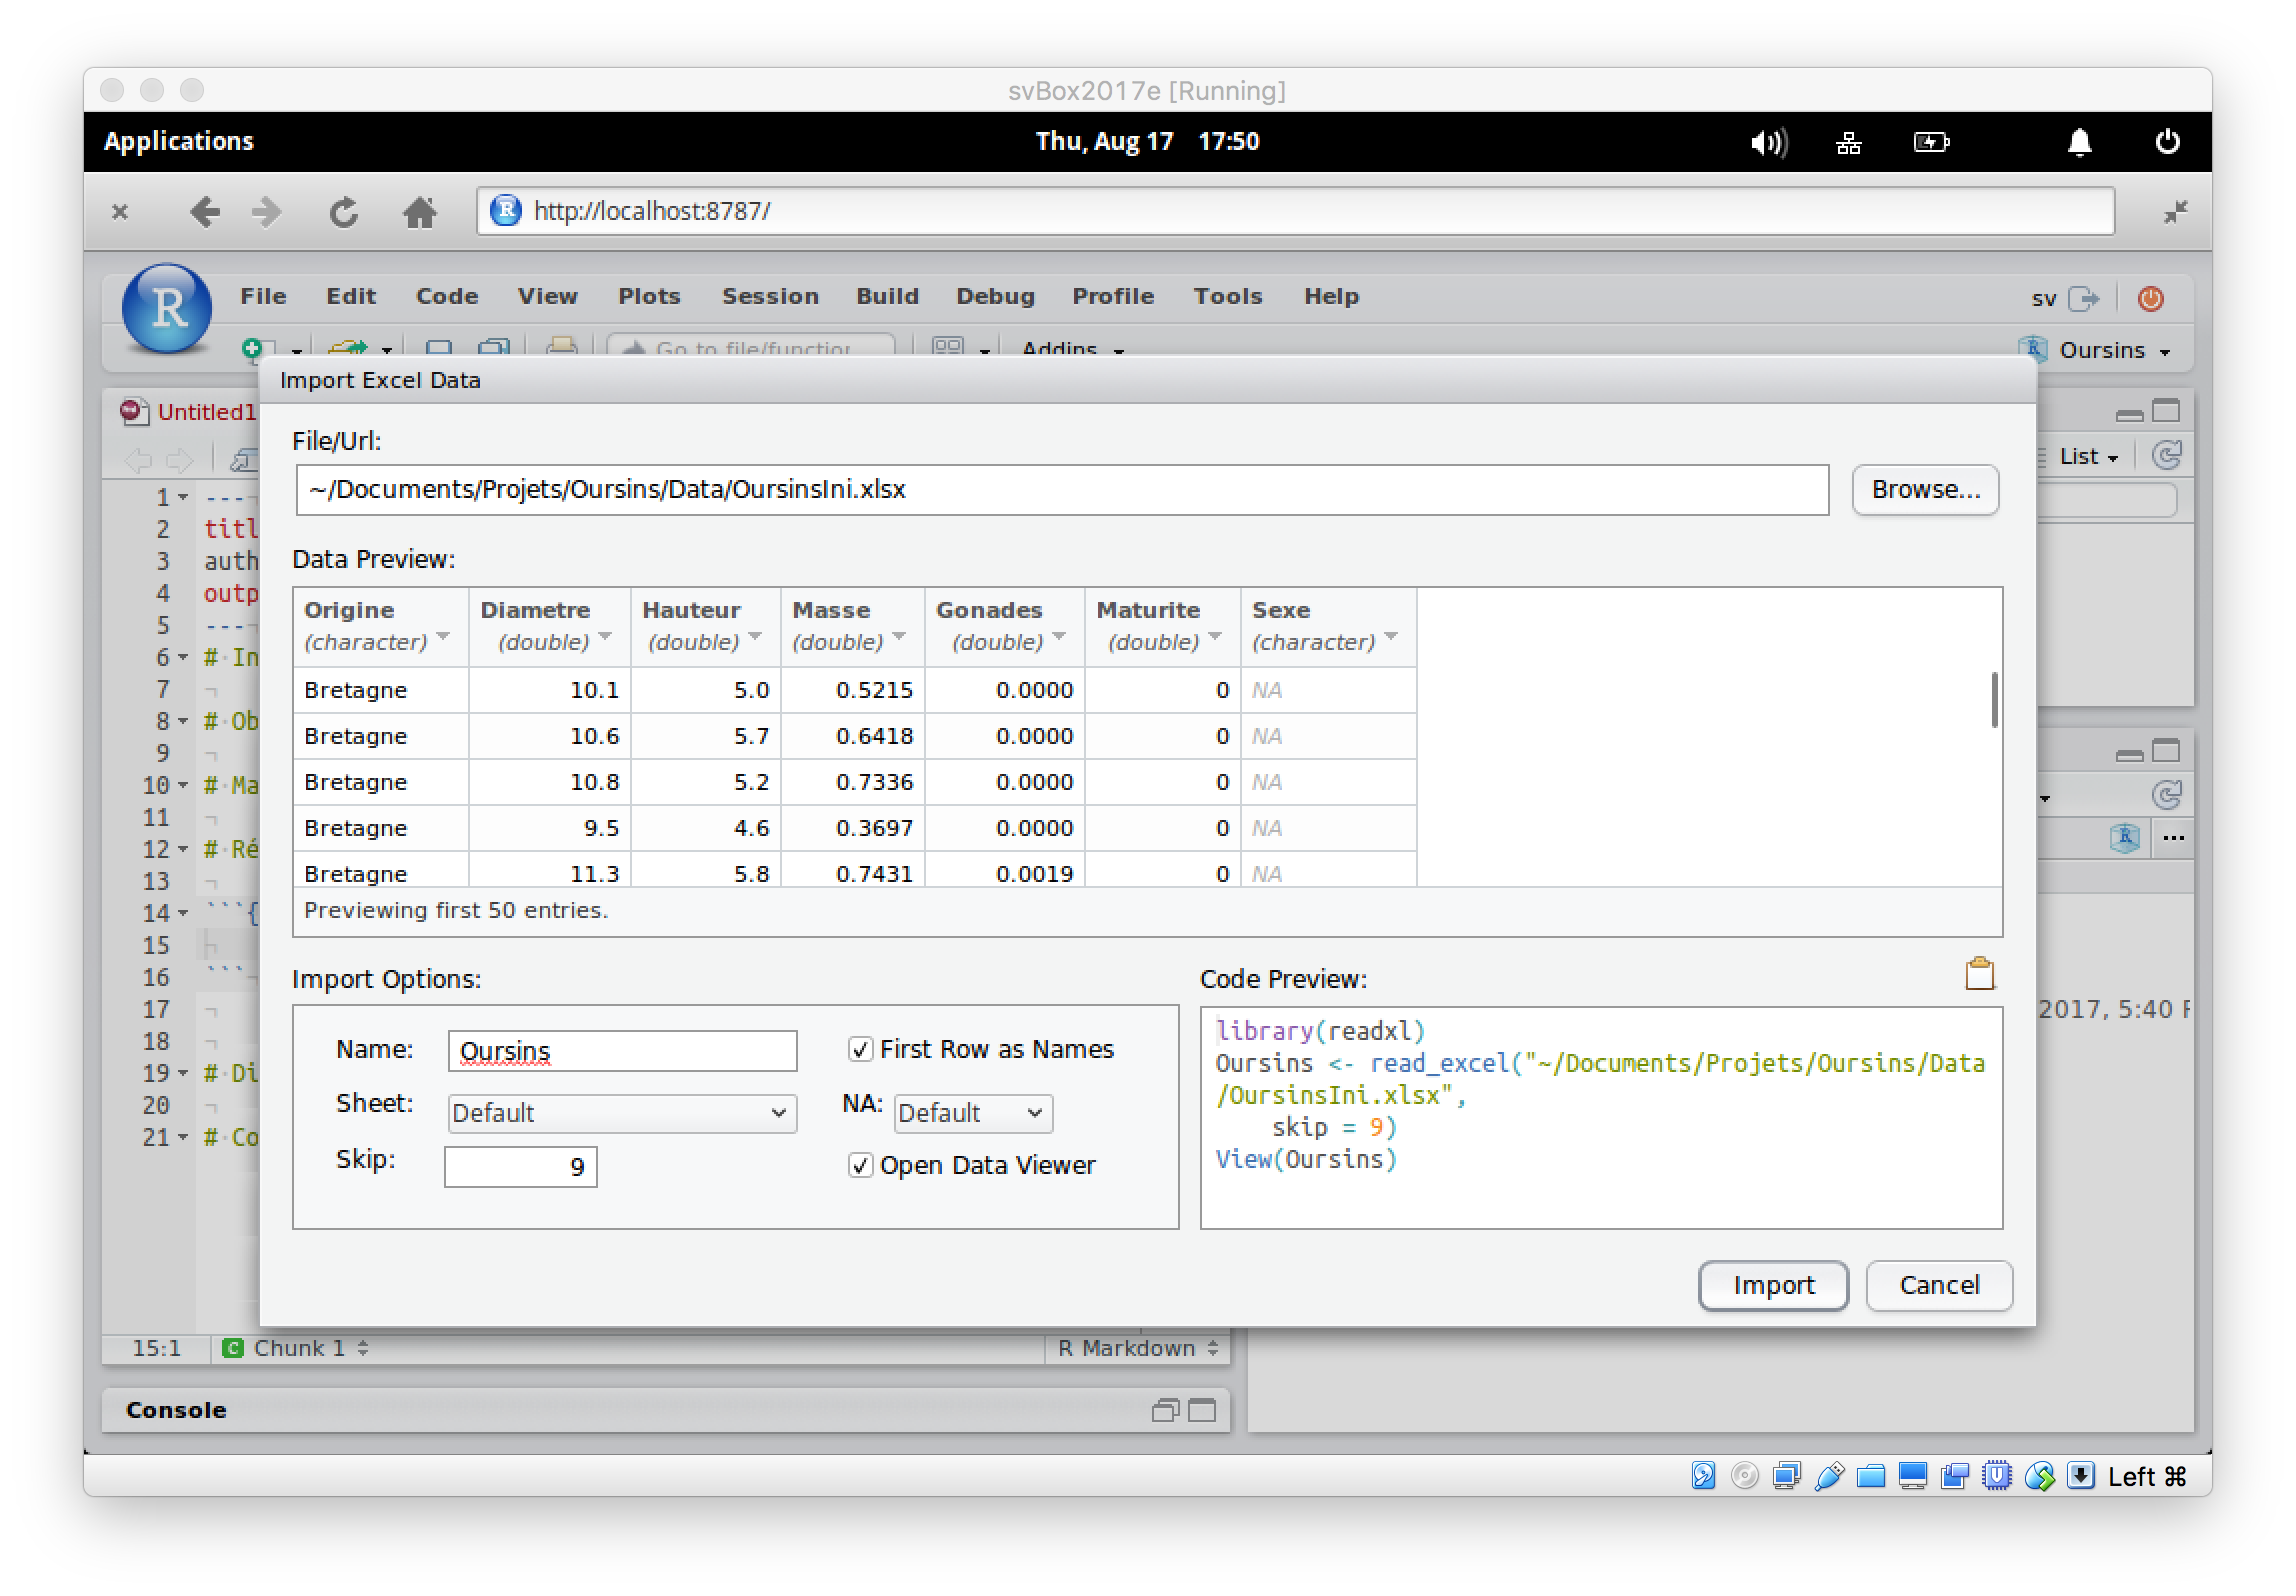 svBox2017e [Running]
Applications
Thu, Aug 17 17:50
http://localhost:8787/
R
File Edit Code View Plots Session Build Debug Profile Tools Help
sv
Go to file/function
Addins
Oursins
Import Excel Data
Untitled1
List
File/Url:
~/Documents/Projets/Oursins/Data/OursinsIni.xlsx
Browse...
Data Preview:
Origine Diametre Hauteur Masse Gonades Maturite Sexe
(character) (double) (double) (double) (double) (double) (character)
Bretagne 10.1 5.0 0.5215 0.0000 0 NA
Bretagne 10.6 5.7 0.6418 0.0000 0 NA
Bretagne 10.8 5.2 0.7336 0.0000 0 NA
Bretagne 9.5 4.6 0.3697 0.0000 0 NA
Bretagne 11.3 5.8 0.7431 0.0019 0 NA
Previewing first 50 entries.
Import Options:
Name: Oursins
First Row as Names
Sheet: Default
NA: Default
Skip: 9
Open Data Viewer
Code Preview:
library(readxl)
Oursins <- read_excel("~/Documents/Projets/Oursins/Data
/OursinsIni.xlsx",
skip = 9)
View(Oursins)
Import
Cancel
1 ---
2 titl
3 auth
4 outp
5 ---
6 # In
7
8 # Ob
9
10 # Ma
11
12 # Ré
13
14 ```{
15
16 ```
17
18
19 # Di
20
21 # Co
2017, 5:40 P
15:1
C Chunk 1
R Markdown
Console
Left ⌘